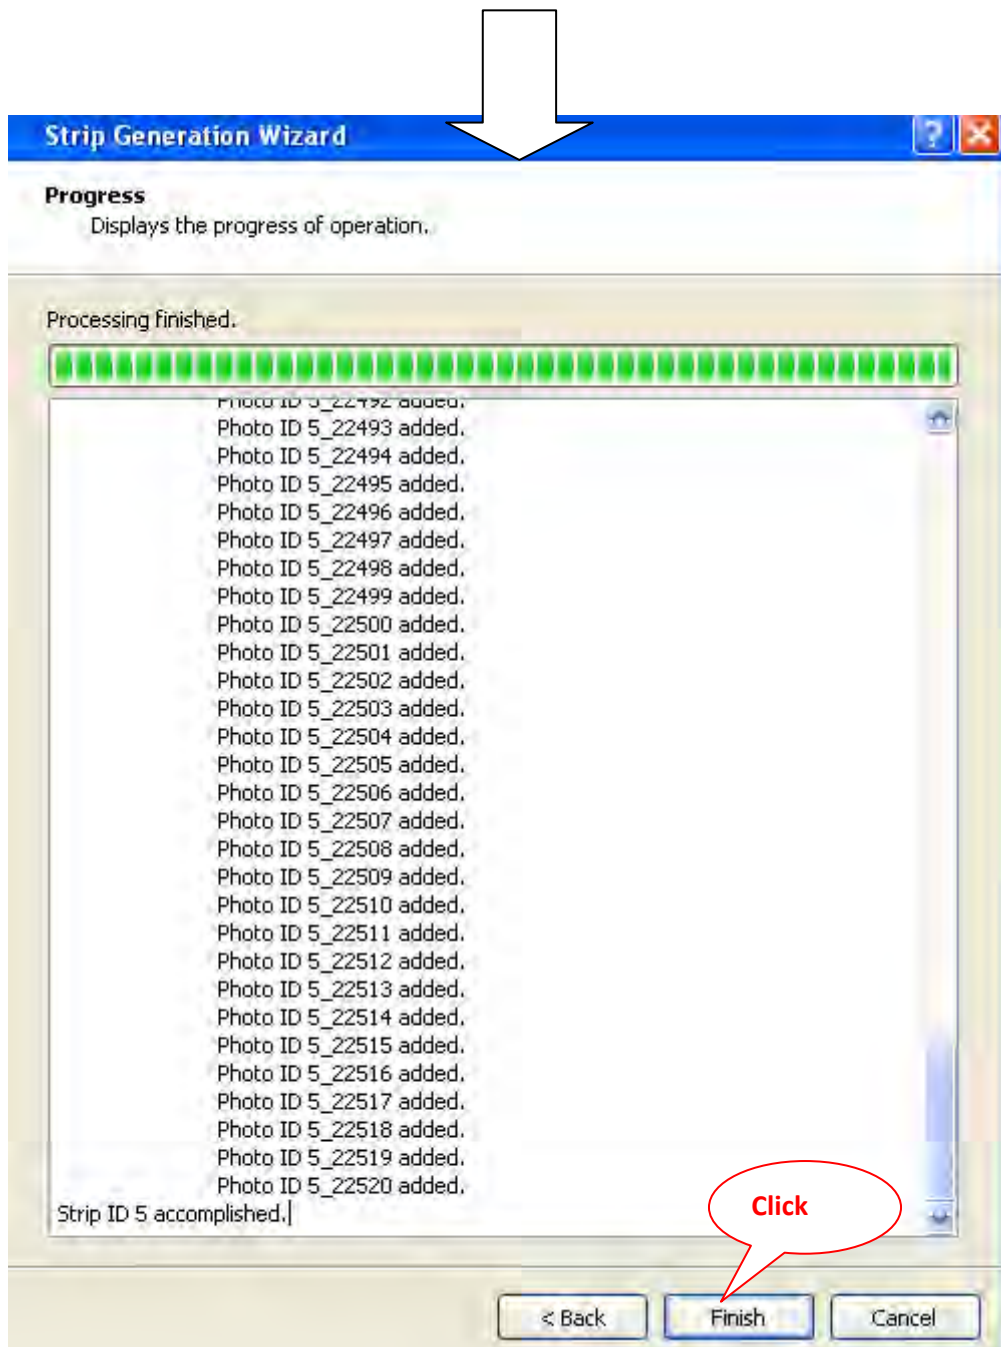 Strip Generation Wizard
Progress
Displays the progress of operation.
Processing finished.
Photo ID 5_22492 added.
Photo ID 5_22493 added.
Photo ID 5_22494 added.
Photo ID 5_22495 added.
Photo ID 5_22496 added.
Photo ID 5_22497 added.
Photo ID 5_22498 added.
Photo ID 5_22499 added.
Photo ID 5_22500 added.
Photo ID 5_22501 added.
Photo ID 5_22502 added.
Photo ID 5_22503 added.
Photo ID 5_22504 added.
Photo ID 5_22505 added.
Photo ID 5_22506 added.
Photo ID 5_22507 added.
Photo ID 5_22508 added.
Photo ID 5_22509 added.
Photo ID 5_22510 added.
Photo ID 5_22511 added.
Photo ID 5_22512 added.
Photo ID 5_22513 added.
Photo ID 5_22514 added.
Photo ID 5_22515 added.
Photo ID 5_22516 added.
Photo ID 5_22517 added.
Photo ID 5_22518 added.
Photo ID 5_22519 added.
Photo ID 5_22520 added.
Strip ID 5 accomplished.
Click
< Back
Finish
Cancel